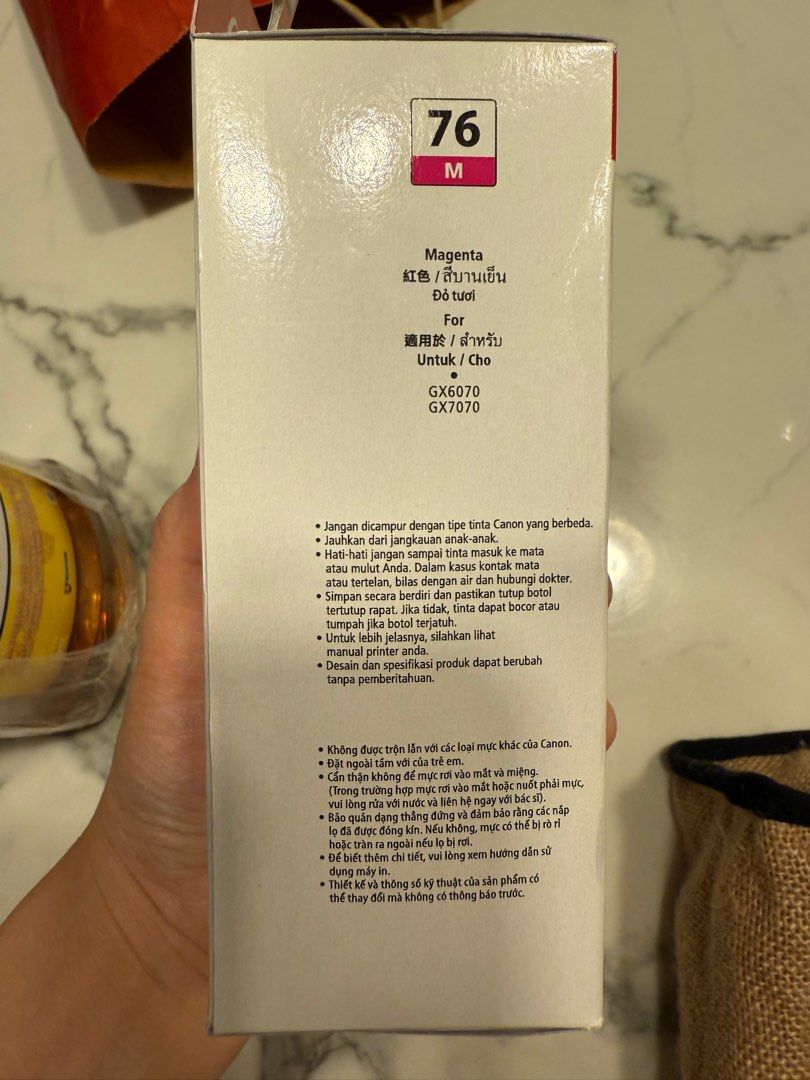 76
M
Magenta
紅色 / สีบานเย็น
Đỏ tươi
For
適用於 / สำหรับ
Untuk / Cho
•
GX6070
GX7070
• Jangan dicampur dengan tipe tinta Canon yang berbeda.
• Jauhkan dari jangkauan anak-anak.
• Hati-hati jangan sampai tinta masuk ke mata
atau mulut Anda. Dalam kasus kontak mata
atau tertelan, bilas dengan air dan hubungi dokter.
• Simpan secara berdiri dan pastikan tutup botol
tertutup rapat. Jika tidak, tinta dapat bocor atau
tumpah jika botol terjatuh.
• Untuk lebih jelasnya, silahkan lihat
manual printer anda.
• Desain dan spesifikasi produk dapat berubah
tanpa pemberitahuan.
• Không được trộn lẫn với các loại mực khác của Canon.
• Đặt ngoài tầm với của trẻ em.
• Cẩn thận không để mực rơi vào mắt và miệng.
(Trong trường hợp mực rơi vào mắt hoặc nuốt phải mực,
vui lòng rửa với nước và liên hệ ngay với bác sĩ).
• Bảo quản dạng thẳng đứng và đảm bảo rằng các nắp
lọ đã được đóng kín. Nếu không, mực có thể bị rò rỉ
hoặc tràn ra ngoài nếu lọ bị rơi.
• Để biết thêm chi tiết, vui lòng xem hướng dẫn sử
dụng máy in.
• Thiết kế và thông số kỹ thuật của sản phẩm có
thể thay đổi mà không có thông báo trước.